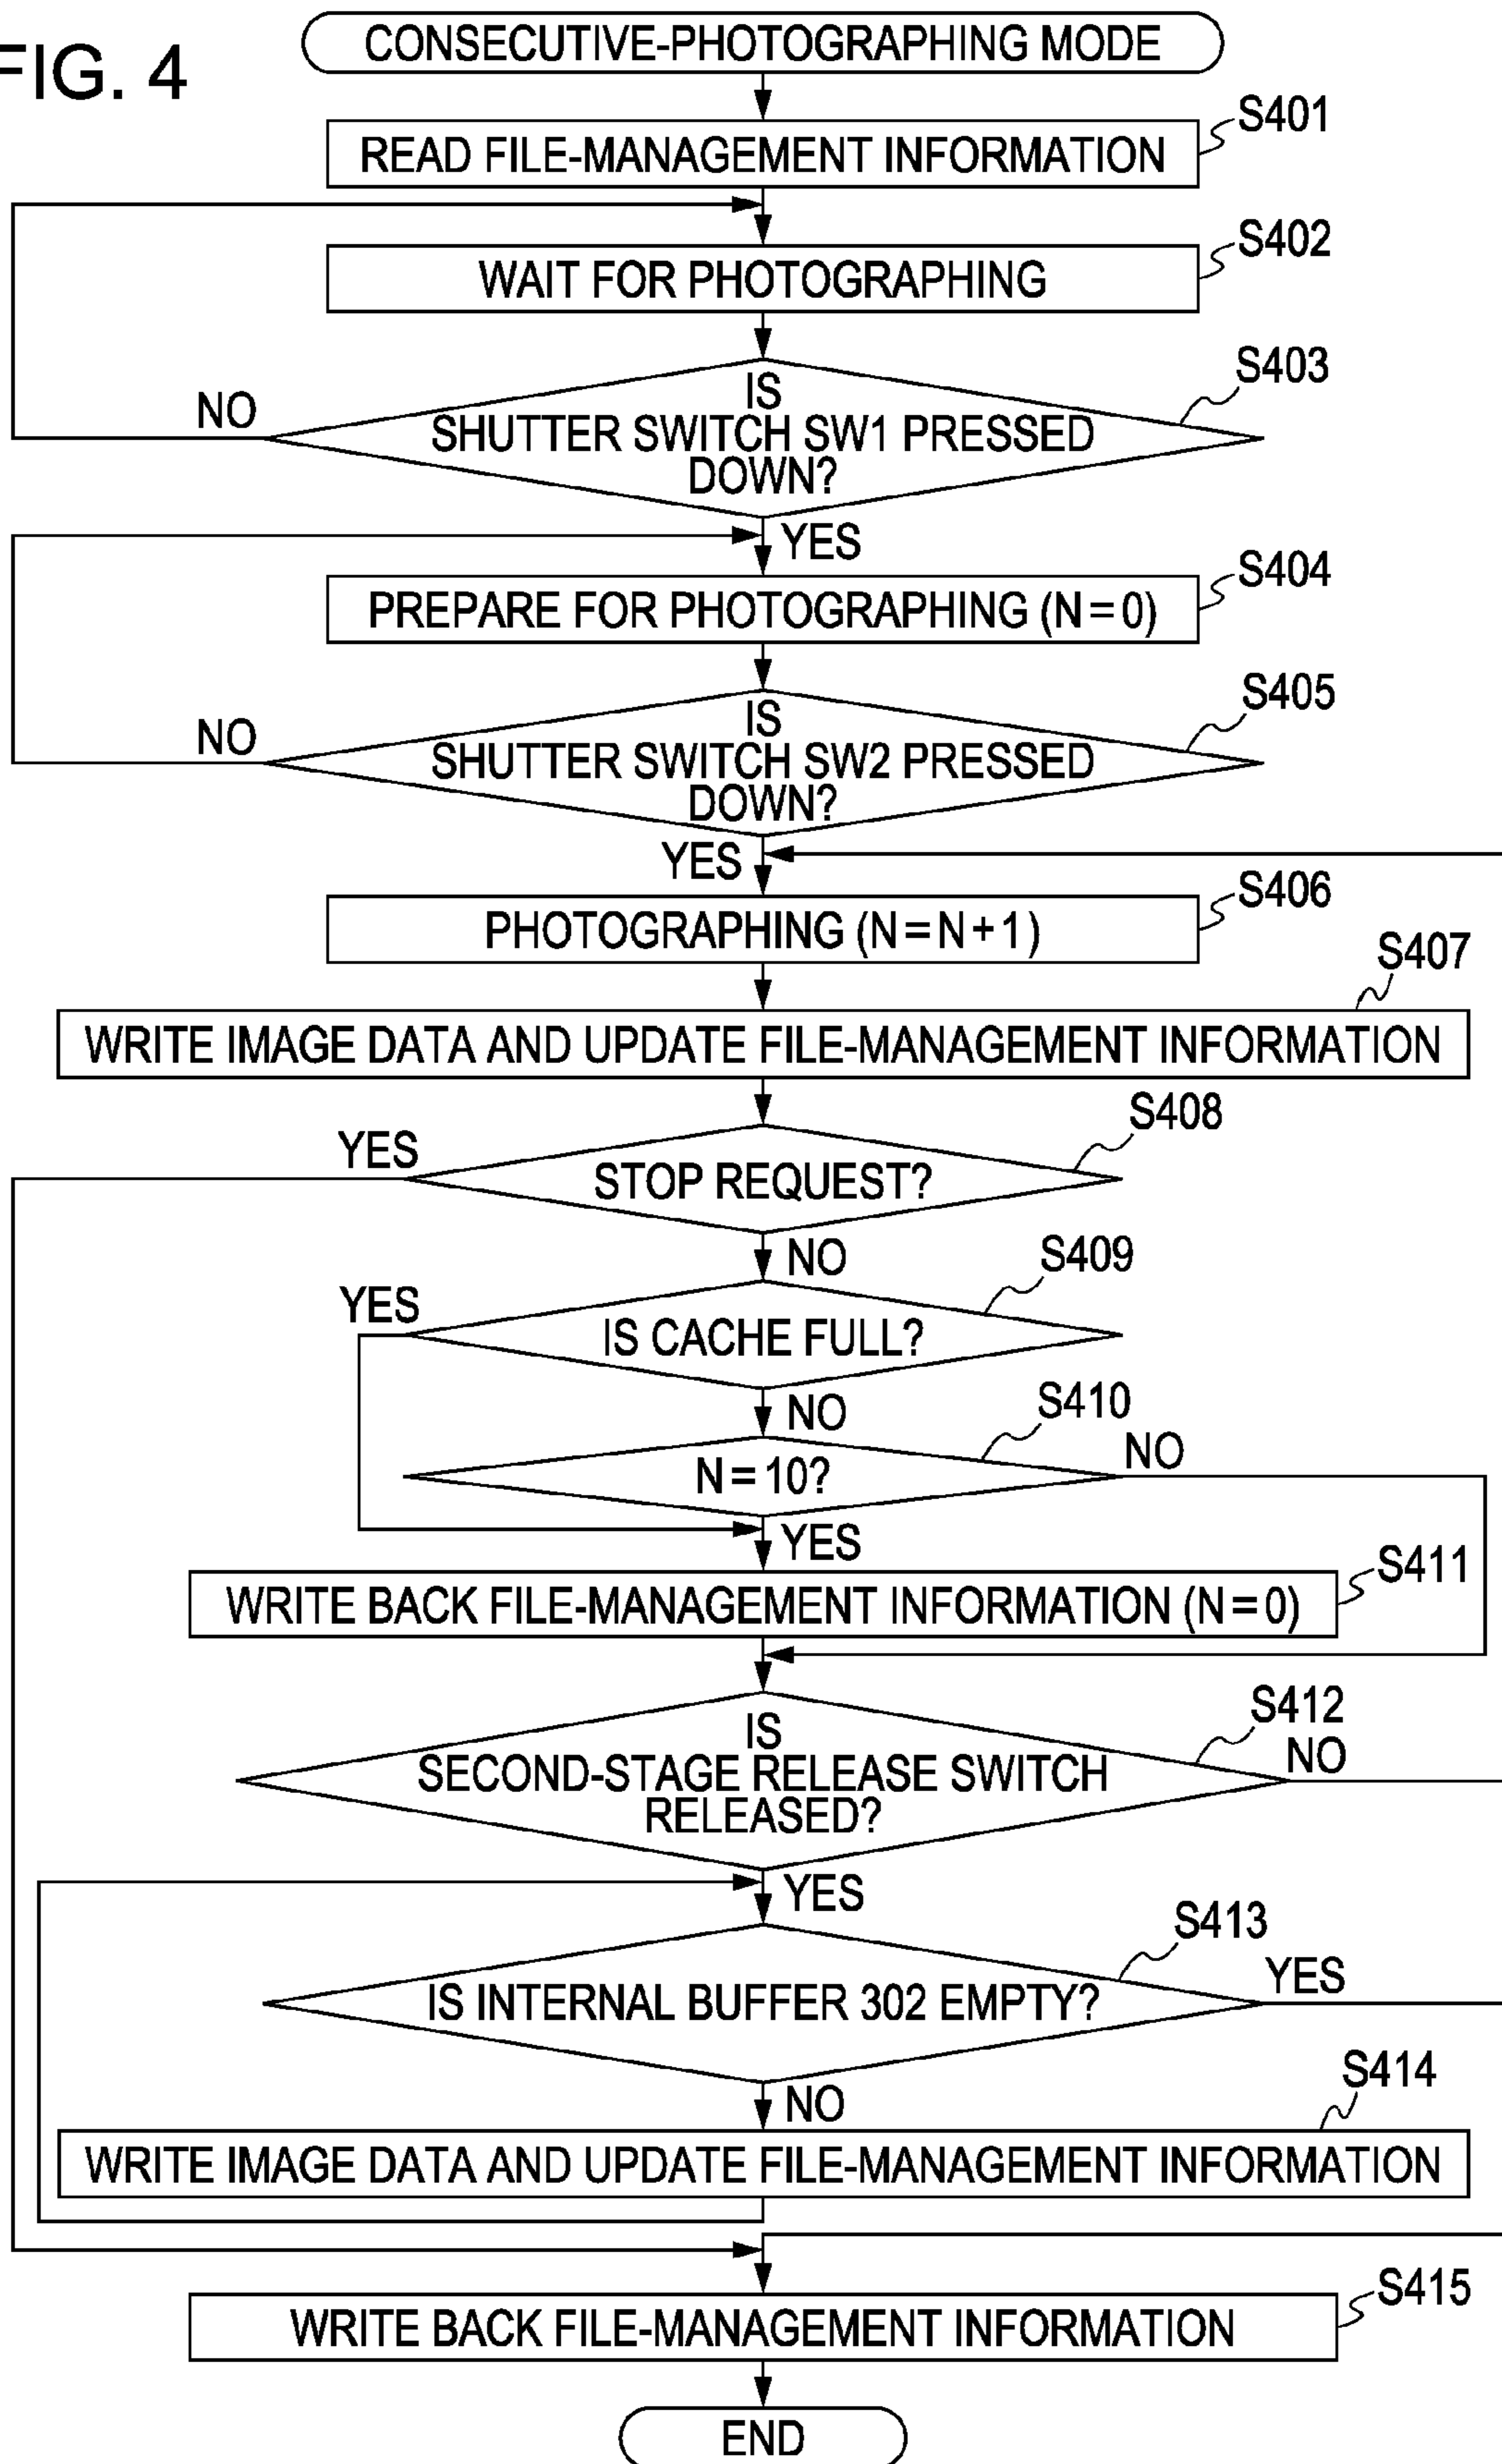 FIG. 4
CONSECUTIVE-PHOTOGRAPHING MODE
S401
READ FILE-MANAGEMENT INFORMATION
S402
WAIT FOR PHOTOGRAPHING
S403
NO
IS
SHUTTER SWITCH SW1 PRESSED
DOWN?
YES
S404
PREPARE FOR PHOTOGRAPHING (N=0)
S405
NO
IS
SHUTTER SWITCH SW2 PRESSED
DOWN?
YES
S406
PHOTOGRAPHING (N=N+1)
S407
WRITE IMAGE DATA AND UPDATE FILE-MANAGEMENT INFORMATION
S408
YES
STOP REQUEST?
NO
S409
YES
IS CACHE FULL?
NO
S410
NO
N=10?
YES
S411
WRITE BACK FILE-MANAGEMENT INFORMATION (N=0)
S412
NO
IS
SECOND-STAGE RELEASE SWITCH
RELEASED?
YES
S413
YES
IS INTERNAL BUFFER 302 EMPTY?
NO
S414
WRITE IMAGE DATA AND UPDATE FILE-MANAGEMENT INFORMATION
S415
WRITE BACK FILE-MANAGEMENT INFORMATION
END